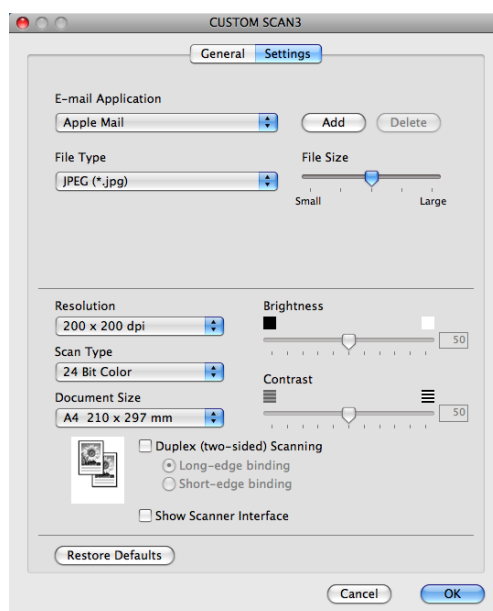 CUSTOM SCAN3
General Settings
E-mail Application
Apple Mail
Add
Delete
File Type
File Size
JPEG (*.jpg)
Small Large
Resolution
200 x 200 dpi
Scan Type
24 Bit Color
Document Size
A4 210 x 297 mm
Brightness
50
Contrast
50
Duplex (two-sided) Scanning
Long-edge binding
Short-edge binding
Show Scanner Interface
Restore Defaults
Cancel OK